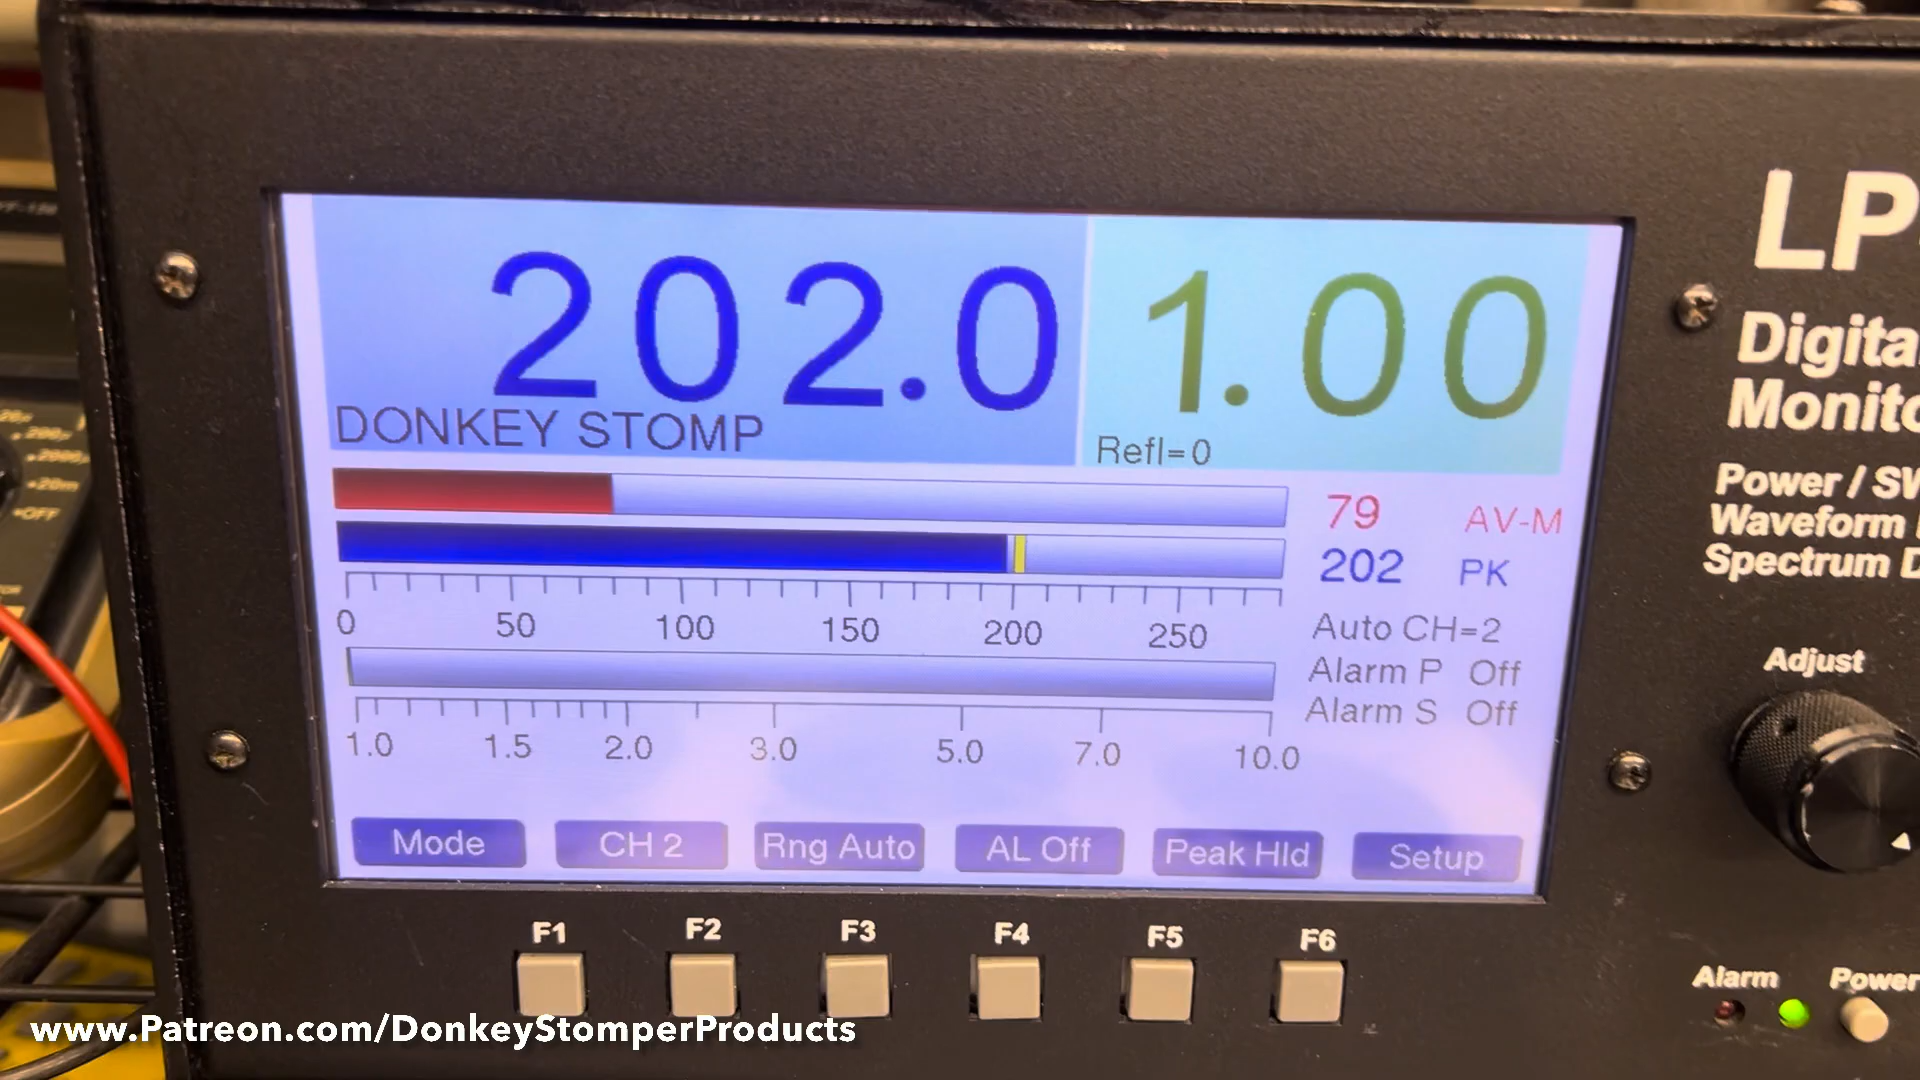 202.0
1.00
DONKEY STOMP
Refl=0
79 AV-M
202 PK
0 50 100 150 200 250
Auto CH=2
Alarm P Off
Alarm S Off
1.0 1.5 2.0 3.0 5.0 7.0 10.0
Mode CH 2 Rng Auto AL Off Peak Hld Setup
F1 F2 F3 F4 F5 F6
LP
Digita
Monito
Power / SW
Waveform
Spectrum D
Adjust
Alarm Power
OFF
www.Patreon.com/DonkeyStomperProducts